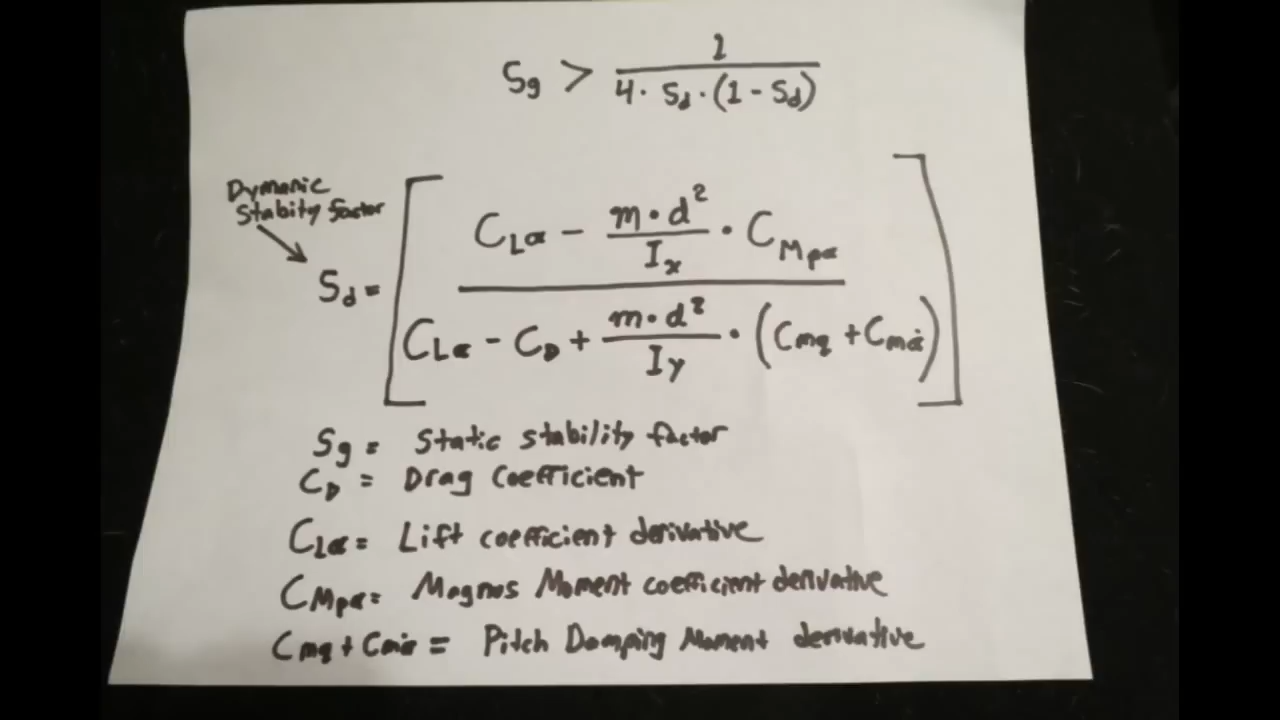 Sg > 1 / 4 · Sd · (1 - Sd)
Dymanic
Stabity factor
Sd = [ CLα - m·d² / Ix · CMpα / CLα - CD + m·d² / Iy · (Cmq + Cmα̇) ]
Sg = Static stability factor
CD = Drag Coefficient
CLα = Lift coefficient derivative
CMpα = Magnus Moment coefficient derivative
Cmq + Cmα̇ = Pitch Damping Moment derivative